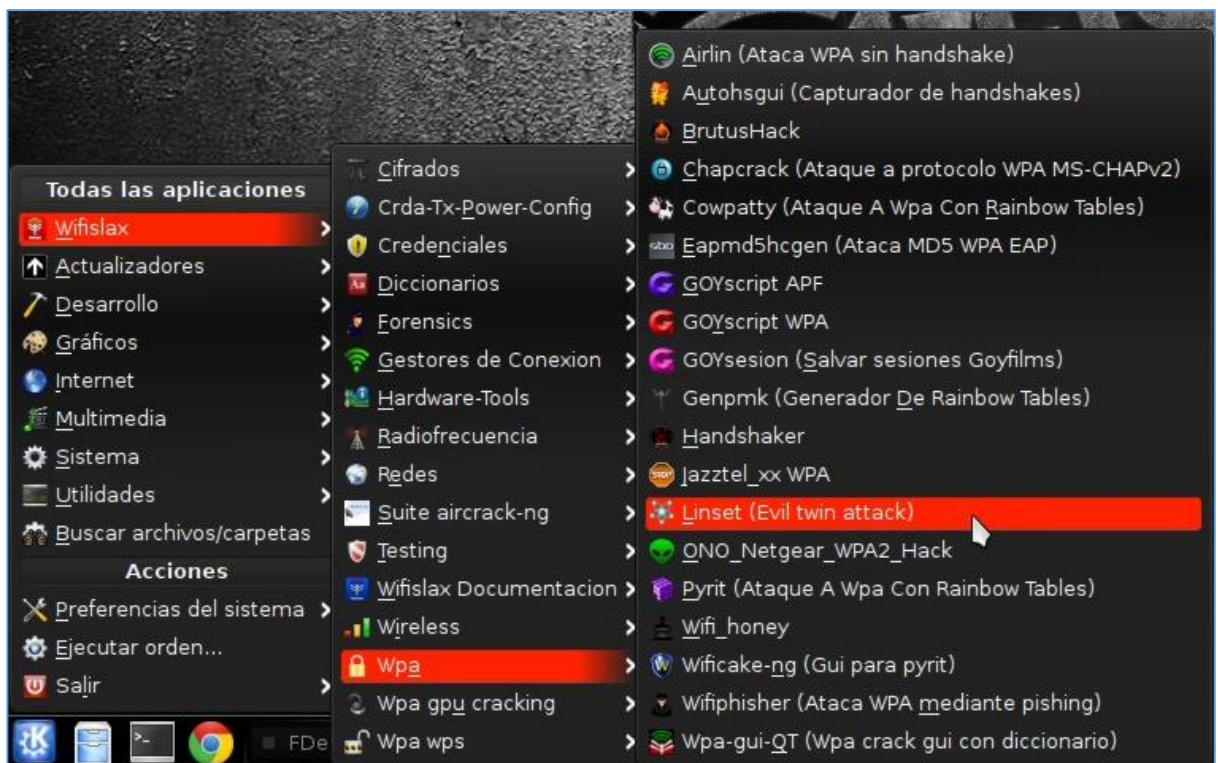 Todas las aplicaciones
Wifislax
Actualizadores
Desarrollo
Gráficos
Internet
Multimedia
Sistema
Utilidades
Buscar archivos/carpetas
Acciones
Preferencias del sistema
Ejecutar orden...
Salir
FDe
Cifrados
Crda-Tx-Power-Config
Credenciales
Diccionarios
Forensics
Gestores de Conexion
Hardware-Tools
Radiofrecuencia
Redes
Suite aircrack-ng
Testing
Wifislax Documentacion
Wireless
Wpa
Wpa gpu cracking
Wpa wps
Airlin (Ataca WPA sin handshake)
Autohsgui (Capturador de handshakes)
BrutusHack
Chapcrack (Ataque a protocolo WPA MS-CHAPv2)
Cowpatty (Ataque A Wpa Con Rainbow Tables)
Eapmd5hcgen (Ataca MD5 WPA EAP)
GOYscript APF
GOYscript WPA
GOYsesion (Salvar sesiones Goyfilms)
Genpmk (Generador De Rainbow Tables)
Handshaker
Jazztel_xx WPA
Linset (Evil twin attack)
ONO_Netgear_WPA2_Hack
Pyrit (Ataque A Wpa Con Rainbow Tables)
Wifi_honey
Wificake-ng (Gui para pyrit)
Wifiphisher (Ataca WPA mediante pishing)
Wpa-gui-QT (Wpa crack gui con diccionario)